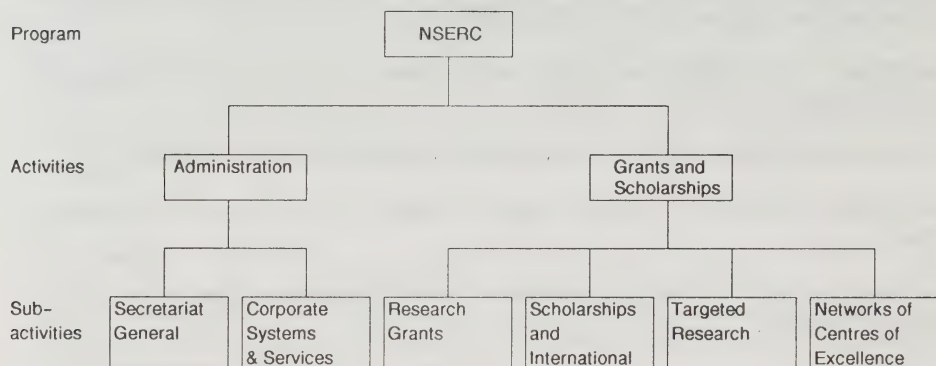 Program
NSERC
Activities
Administration
Grants and
Scholarships
Sub-
activities
Secretariat
General
Corporate
Systems
& Services
Research
Grants
Scholarships
and
International
Targeted
Research
Networks of
Centres of
Excellence